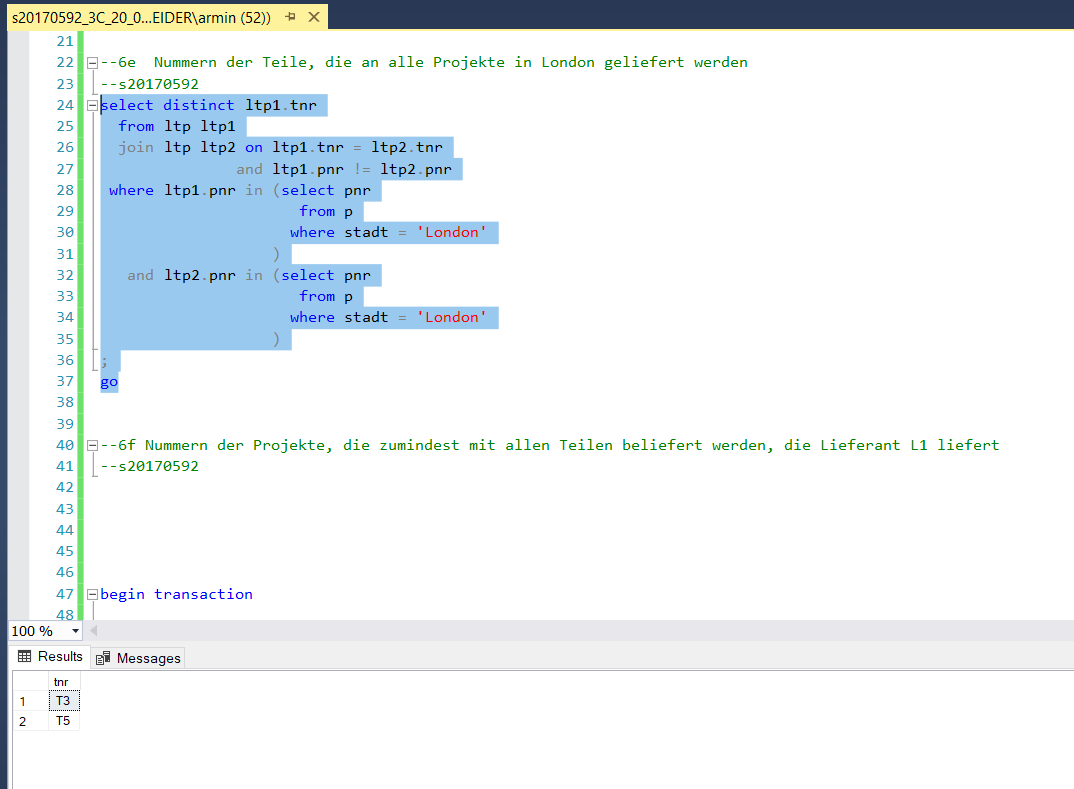 s20170592_3C_20_0...EIDER\armin (52))
21
22 --6e  Nummern der Teile, die an alle Projekte in London geliefert werden
23 --s20170592
24 select distinct ltp1.tnr
25   from ltp ltp1
26   join ltp ltp2 on ltp1.tnr = ltp2.tnr
27                and ltp1.pnr != ltp2.pnr
28  where ltp1.pnr in (select pnr
29                       from p
30                      where stadt = 'London'
31                    )
32    and ltp2.pnr in (select pnr
33                       from p
34                      where stadt = 'London'
35                    )
36 ;
37 go
38
39
40 --6f Nummern der Projekte, die zumindest mit allen Teilen beliefert werden, die Lieferant L1 liefert
41 --s20170592
42
43
44
45
46
47 begin transaction
48
100 %
Results Messages
tnr
1 T3
2 T5